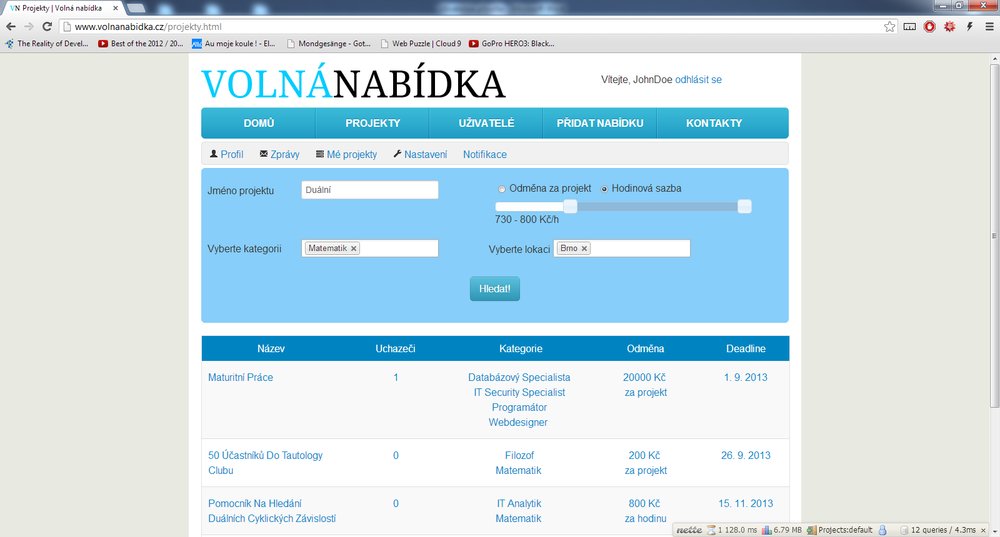 VN Projekty | Volná nabídka
www.volnanabidka.cz/projekty.html
The Reality of Devel... Best of the 2012 / 20... Au moje koule ! - El... Mondgesänge - Got... Web Puzzle | Cloud 9 GoPro HERO3: Black...
VOLNÁNABÍDKA
Vítejte, JohnDoe odhlásit se
DOMŮ PROJEKTY UŽIVATELÉ PŘIDAT NABÍDKU KONTAKTY
Profil Zprávy Mé projekty Nastavení Notifikace
Jméno projektu Duální Odměna za projekt Hodinová sazba
730 - 800 Kč/h
Vyberte kategorii Matematik Vyberte lokaci Brno
Hledat!
Název Uchazeči Kategorie Odměna Deadline
Maturitní Práce 1 Databázový Specialista 20000 Kč 1. 9. 2013
IT Security Specialist za projekt
Programátor
Webdesigner
50 Účastníků Do Tautology 0 Filozof 200 Kč 26. 9. 2013
Clubu Matematik za projekt
Pomocník Na Hledání 0 IT Analytik 800 Kč 15. 11. 2013
Duálních Cyklických Závislostí Matematik za hodinu
nette 1 128.0 ms 6.79 MB Projects:default 12 queries / 4.3ms